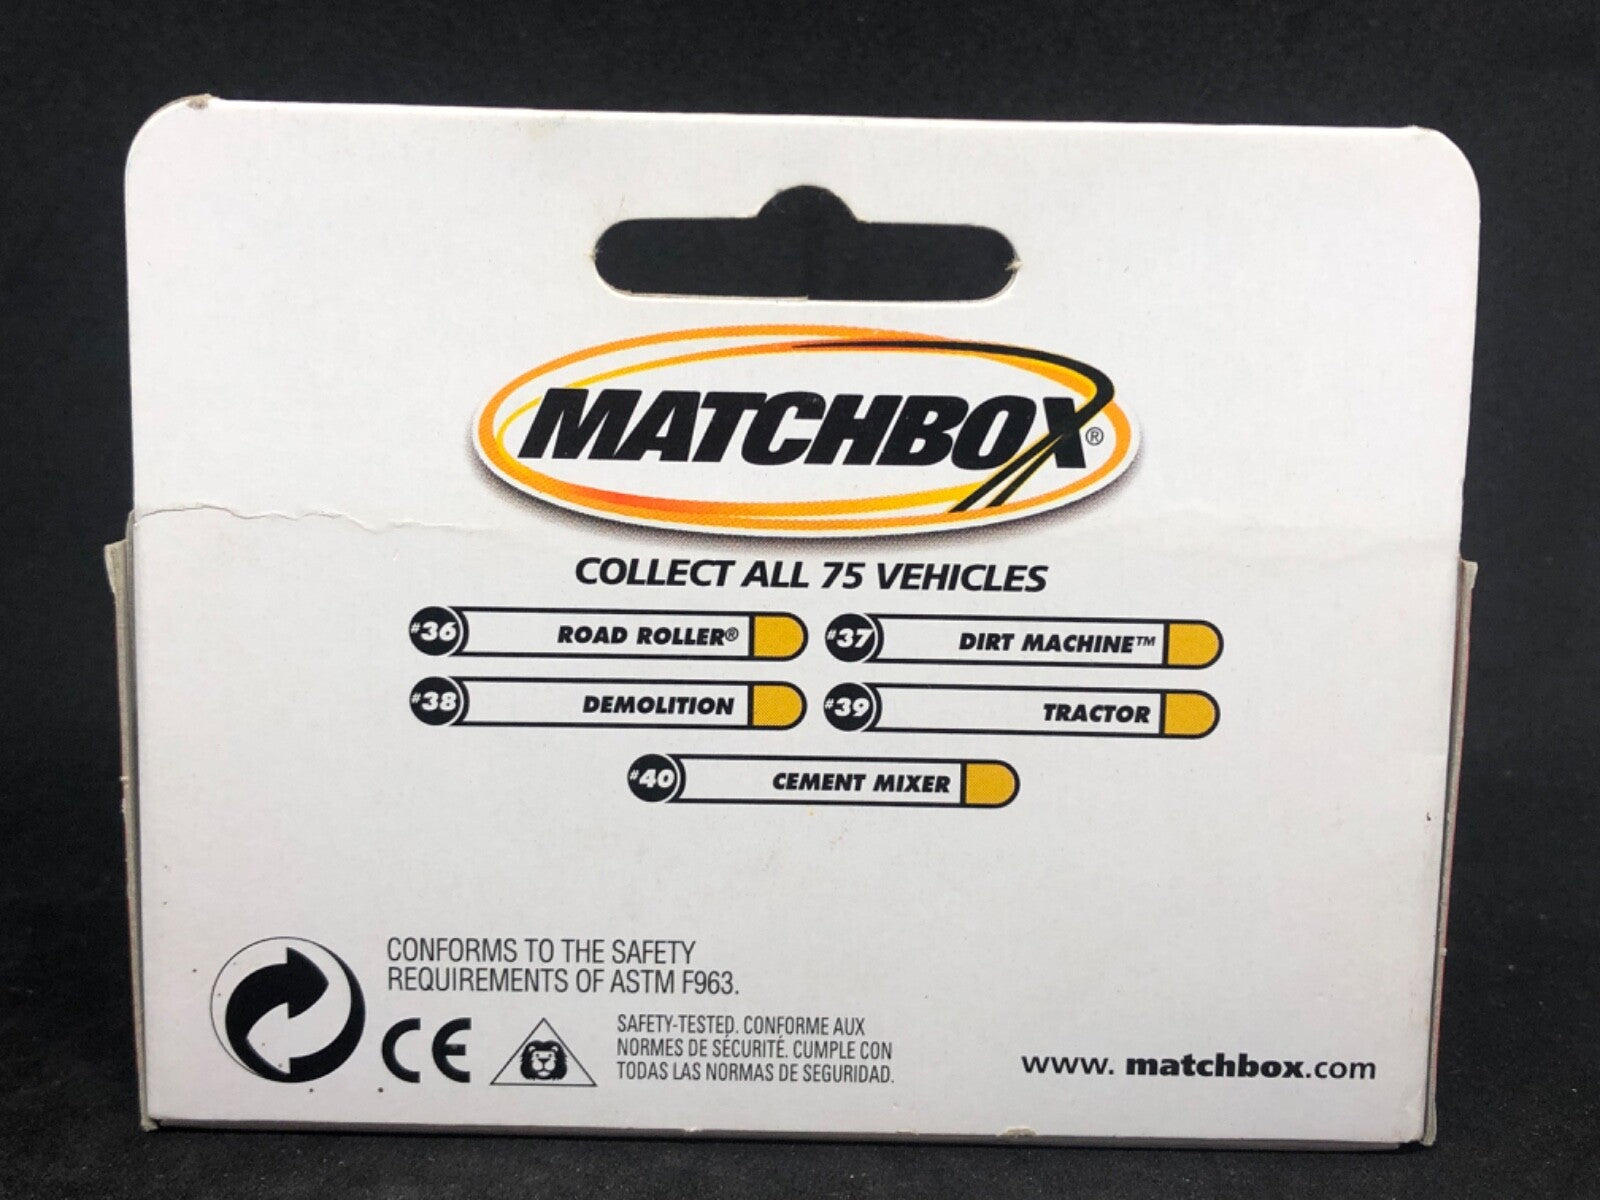 MATCHBOX®
COLLECT ALL 75 VEHICLES
#36 ROAD ROLLER®
#37 DIRT MACHINE™
#38 DEMOLITION
#39 TRACTOR
#40 CEMENT MIXER
CONFORMS TO THE SAFETY
REQUIREMENTS OF ASTM F963.
CE
SAFETY-TESTED. CONFORME AUX
NORMES DE SÉCURITÉ. CUMPLE CON
TODAS LAS NORMAS DE SEGURIDAD.
www. matchbox.com